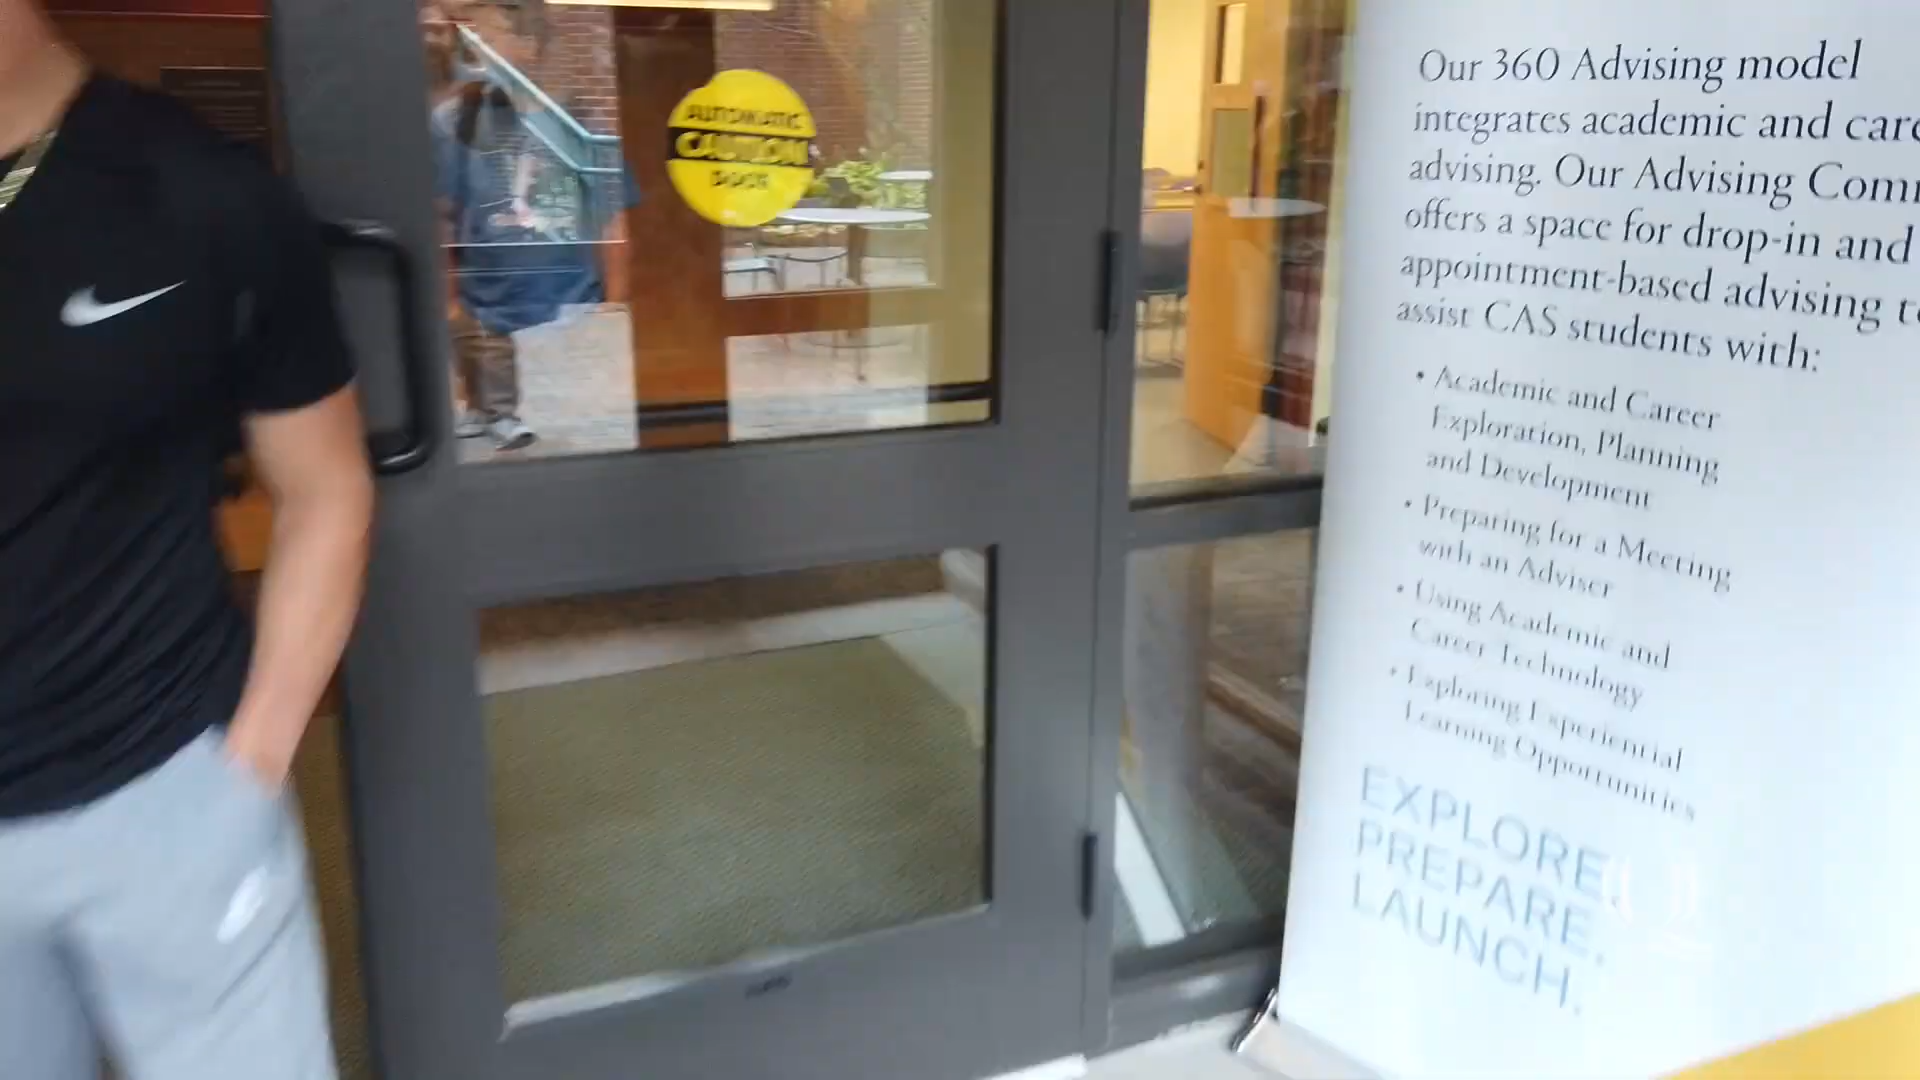 AUTOMATIC
CAUTION
DOOR
Our 360 Advising model
integrates academic and
advising. Our Advising
offers a space for drop-in and
appointment-based advising
assist CAS students with:
• Academic and Career
Exploration, Planning
and Development
• Preparing for a Meeting
with an Adviser
• Using Academic and
Career Technology
• Exploring Experiential
Learning Opportunities
EXPLORE.
PREPARE.
LAUNCH.